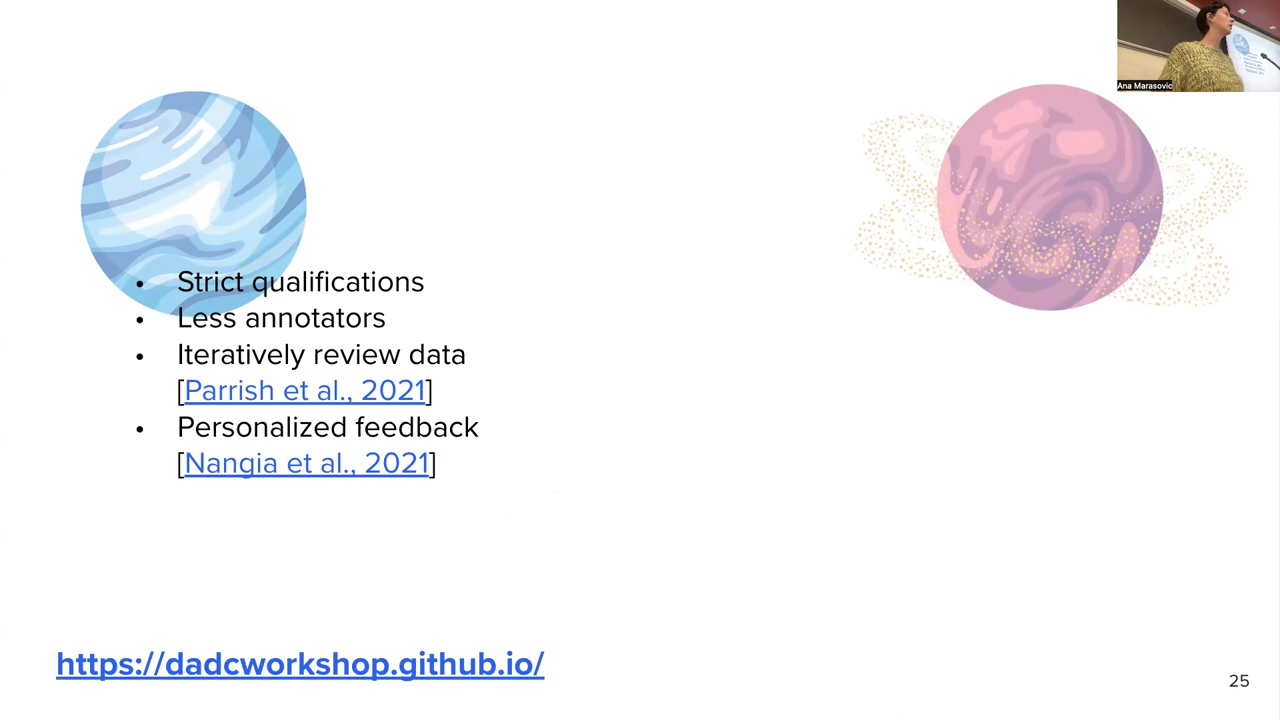 Ana Marasovic
• Strict qualifications
• Less annotators
• Iteratively review data
[Parrish et al., 2021]
• Personalized feedback
[Nangia et al., 2021]
https://dadcworkshop.github.io/
25